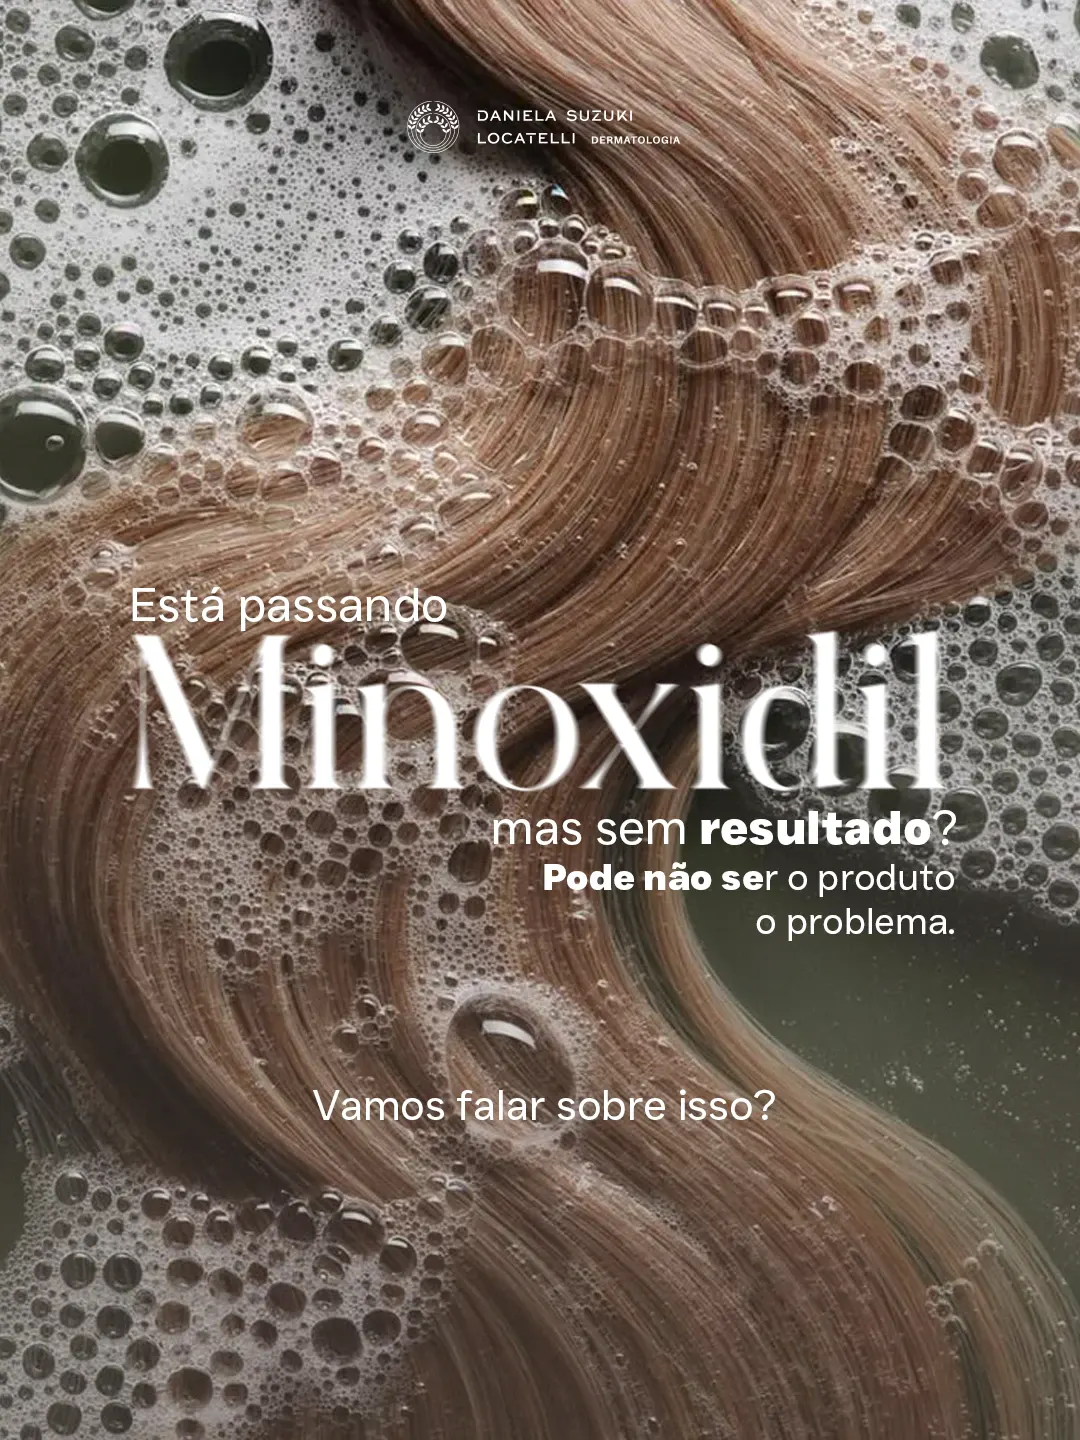 DANIELA SUZUKI
LOCATELLI DERMATOLOGIA
Está passando
Minoxidil
mas sem resultado?
Pode não ser o produto
o problema.
Vamos falar sobre isso?